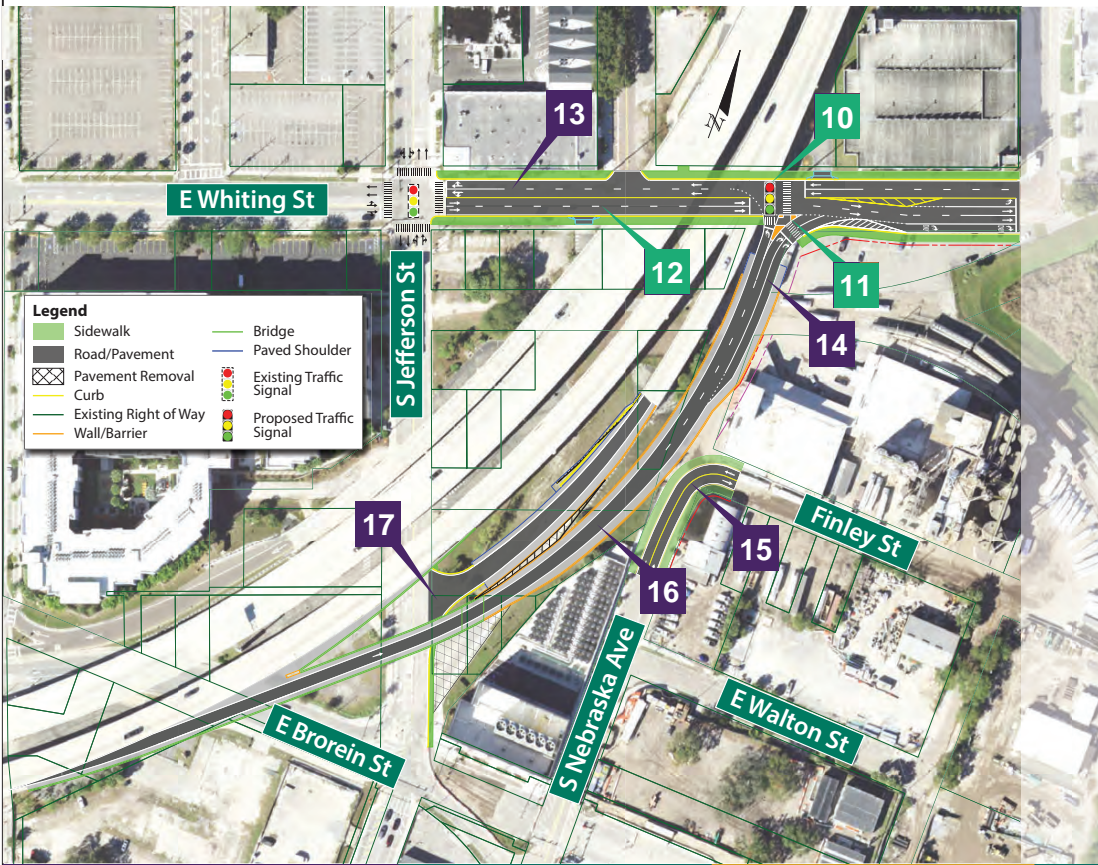 13
10
E Whiting St
12
11
S Jefferson St
14
Legend
Sidewalk
Road/Pavement
Pavement Removal
Curb
Existing Right of Way
Wall/Barrier
Bridge
Paved Shoulder
Existing Traffic
Signal
Proposed Traffic
Signal
17
15
16
Finley St
S Nebraska Ave
E Walton St
E Brorein St
N